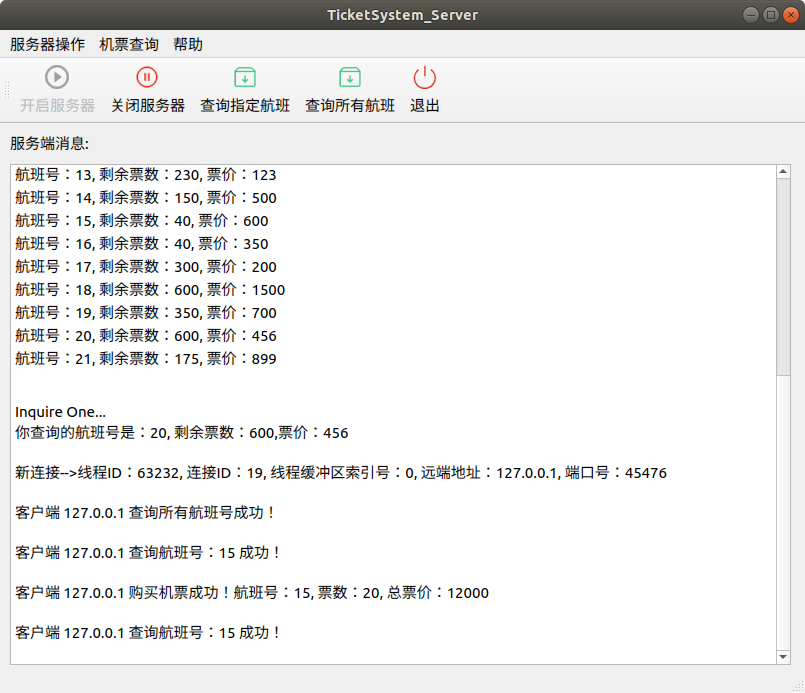 TicketSystem_Server
服务器操作 机票查询 帮助
开启服务器 关闭服务器 查询指定航班 查询所有航班 退出
服务端消息:
航班号：13, 剩余票数：230, 票价：123
航班号：14, 剩余票数：150, 票价：500
航班号：15, 剩余票数：40, 票价：600
航班号：16, 剩余票数：40, 票价：350
航班号：17, 剩余票数：300, 票价：200
航班号：18, 剩余票数：600, 票价：1500
航班号：19, 剩余票数：350, 票价：700
航班号：20, 剩余票数：600, 票价：456
航班号：21, 剩余票数：175, 票价：899
Inquire One...
你查询的航班号是：20, 剩余票数：600,票价：456
新连接-->线程ID：63232, 连接ID：19, 线程缓冲区索引号：0, 远端地址：127.0.0.1, 端口号：45476
客户端 127.0.0.1 查询所有航班号成功！
客户端 127.0.0.1 查询航班号：15 成功！
客户端 127.0.0.1 购买机票成功！航班号：15, 票数：20, 总票价：12000
客户端 127.0.0.1 查询航班号：15 成功！